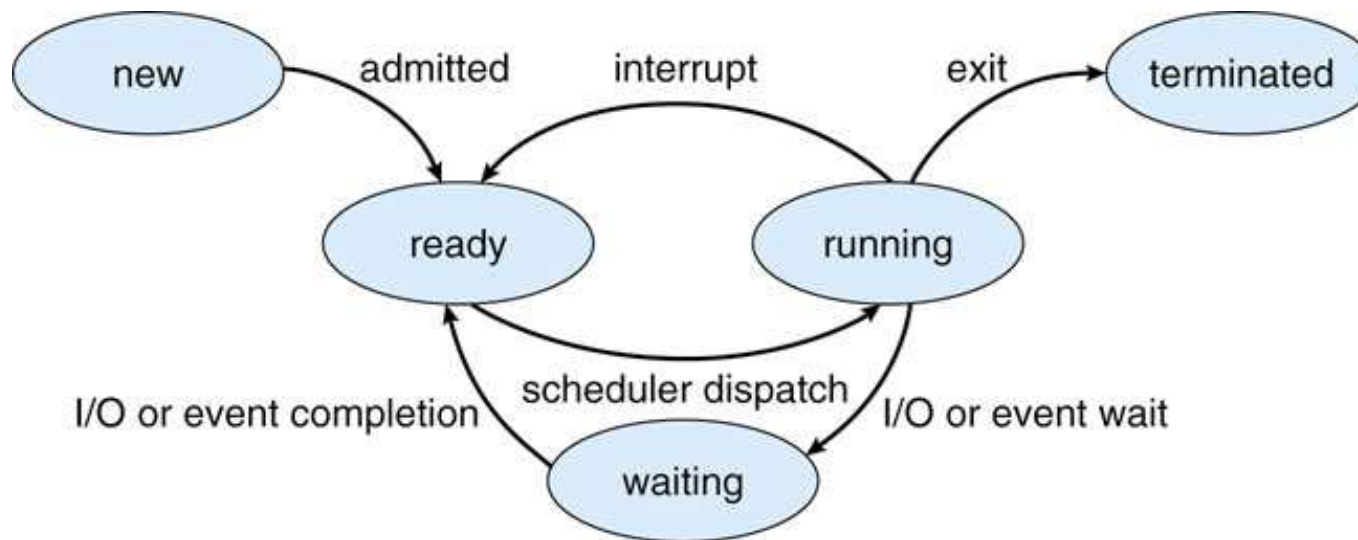 new
admitted
interrupt
exit
terminated
ready
running
scheduler dispatch
I/O or event completion
I/O or event wait
waiting